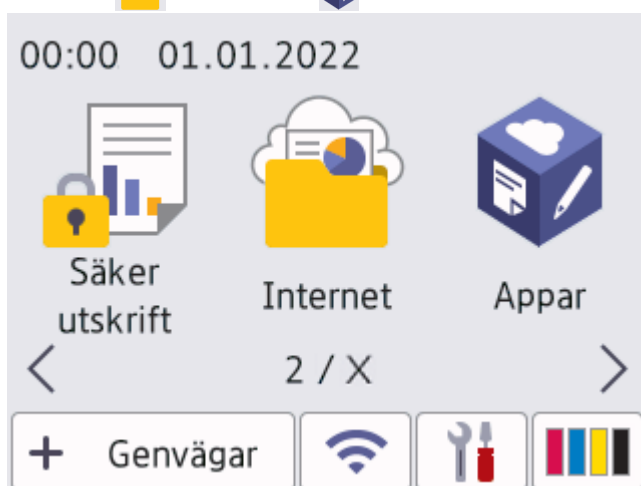 00:00 01.01.2022
Säker
utskrift
Internet
Appar
2 / X
+ Genvägar